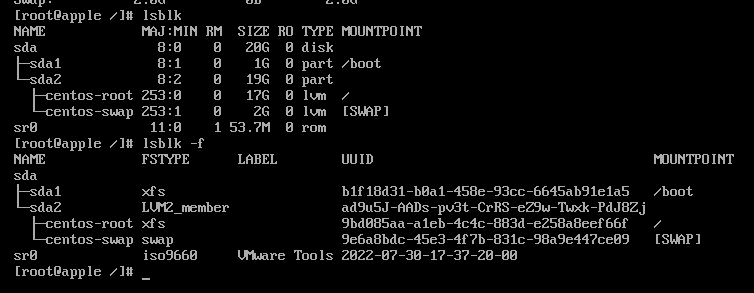 Swap: 2.0G 0B 2.0G
[root@apple /]# lsblk
NAME MAJ:MIN RM SIZE RO TYPE MOUNTPOINT
sda 8:0 0 20G 0 disk
├─sda1 8:1 0 1G 0 part /boot
└─sda2 8:2 0 19G 0 part
├─centos-root 253:0 0 17G 0 lvm /
└─centos-swap 253:1 0 2G 0 lvm [SWAP]
sr0 11:0 1 53.7M 0 rom
[root@apple /]# lsblk -f
NAME FSTYPE LABEL UUID MOUNTPOINT
sda
├─sda1 xfs b1f18d31-b0a1-458e-93cc-6645ab91e1a5 /boot
└─sda2 LVM2_member ad9u5J-AADs-pv3t-CrRS-eZ9w-Twxk-PdJ8Zj
├─centos-root xfs 9bd085aa-a1eb-4c4c-883d-e258a8eef66f /
└─centos-swap swap 9e6a8bdc-45e3-4f7b-831c-98a9e447ce09 [SWAP]
sr0 iso9660 VMware Tools 2022-07-30-17-37-20-00
[root@apple /]# _